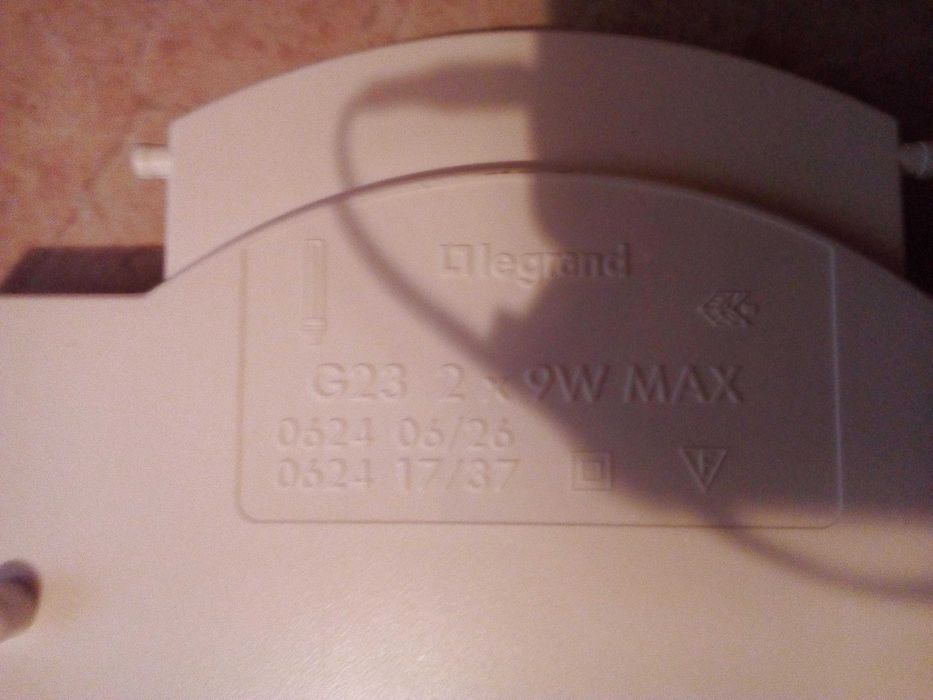 legrand
G23 2 x 9W MAX
0624 06/26
0624 17/37
F